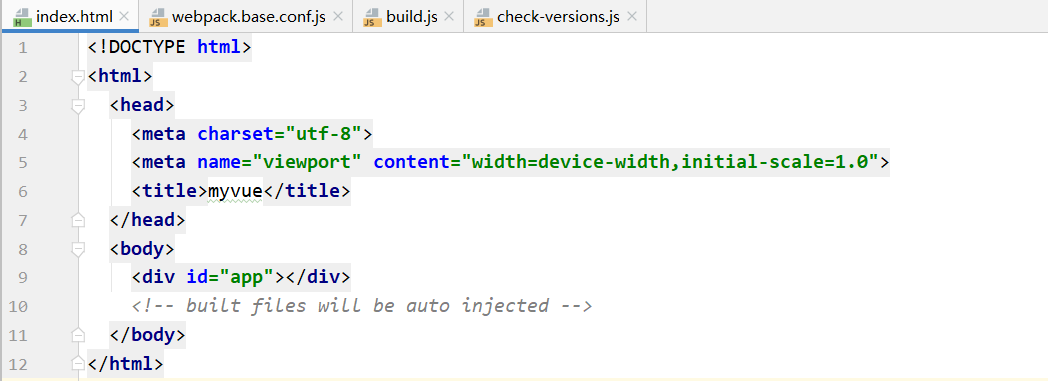 index.html webpack.base.conf.js build.js check-versions.js
1 <!DOCTYPE html>
2 <html>
3 <head>
4 <meta charset="utf-8">
5 <meta name="viewport" content="width=device-width,initial-scale=1.0">
6 <title>myvue</title>
7 </head>
8 <body>
9 <div id="app"></div>
10 <!-- built files will be auto injected -->
11 </body>
12 </html>